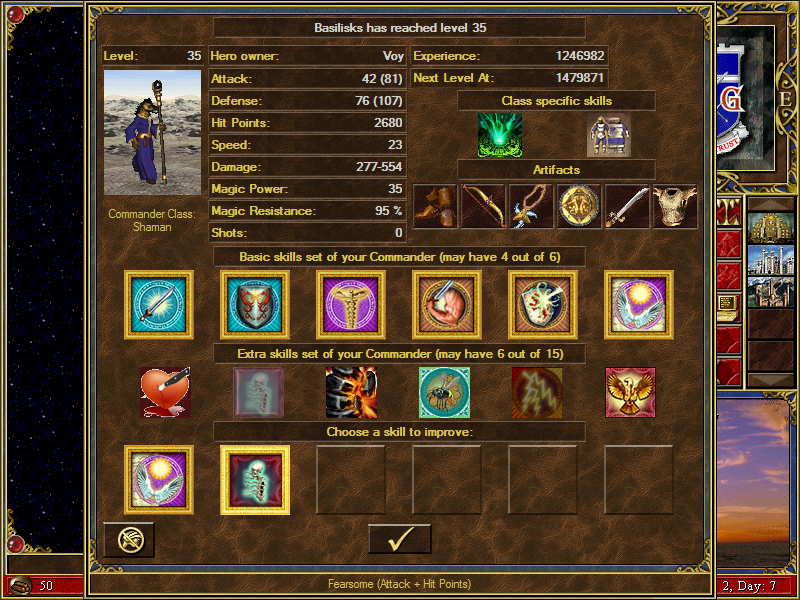 Basilisks has reached level 35
Level: 35
Hero owner: Voy
Experience: 1246982
Attack: 42 (81)
Next Level At: 1479871
Defense: 76 (107)
Class specific skills
Hit Points: 2680
Speed: 23
Damage: 277-554
Artifacts
Magic Power: 35
Magic Resistance: 95 %
Shots: 0
Commander Class:
Shaman
Basic skills set of your Commander (may have 4 out of 6)
Extra skills set of your Commander (may have 6 out of 15)
Choose a skill to improve:
Fearsome (Attack + Hit Points)
50
2, Day: 7
G
E
TRUST